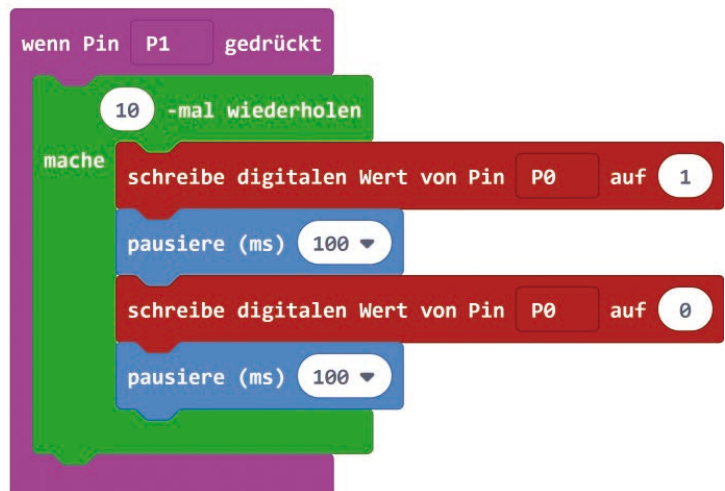 wenn Pin P1 gedrückt
10 -mal wiederholen
mache
schreibe digitalen Wert von Pin P0 auf 1
pausiere (ms) 100
schreibe digitalen Wert von Pin P0 auf 0
pausiere (ms) 100